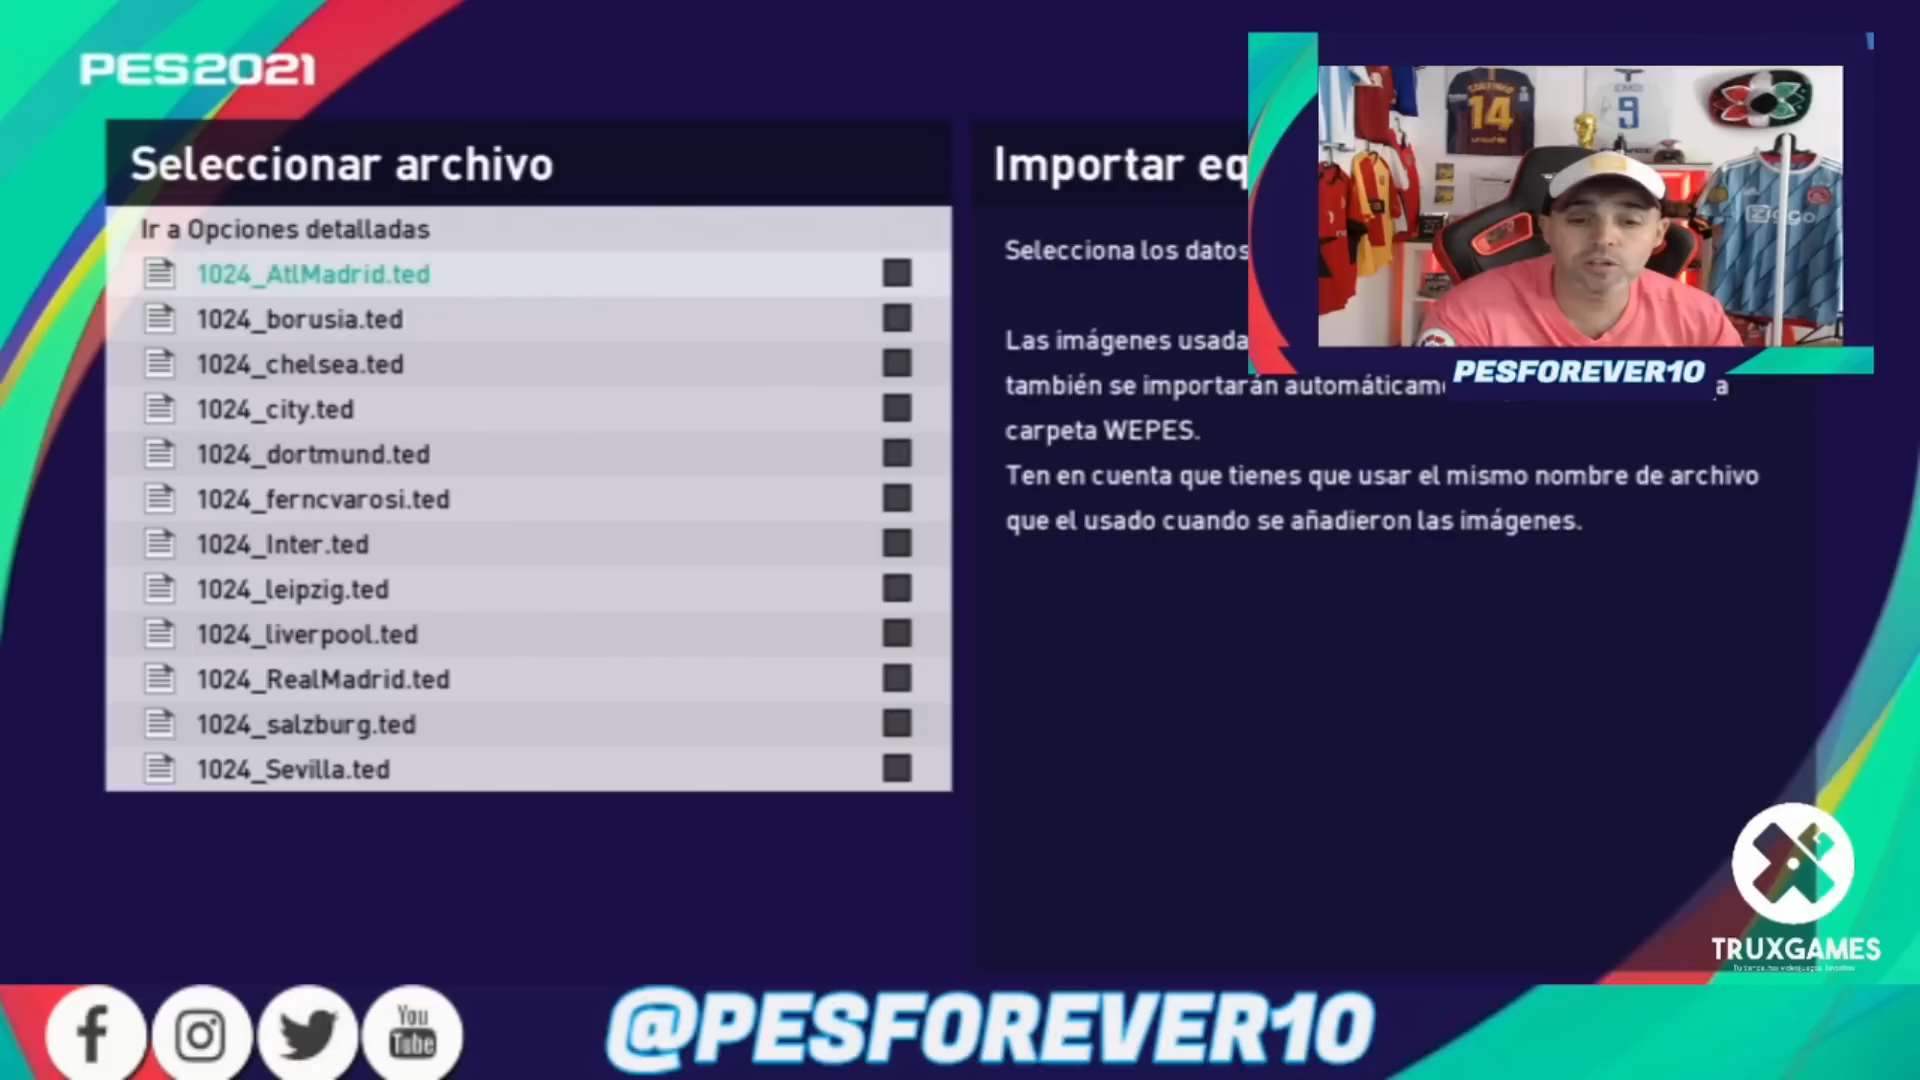 PES2021
Seleccionar archivo
Ir a Opciones detalladas
1024_AtlMadrid.ted
1024_borusia.ted
1024_chelsea.ted
1024_city.ted
1024_dortmund.ted
1024_ferncvarosi.ted
1024_Inter.ted
1024_leipzig.ted
1024_liverpool.ted
1024_RealMadrid.ted
1024_salzburg.ted
1024_Sevilla.ted
Importar eq
Selecciona los datos
Las imágenes usada
también se importarán automáticam
a
carpeta WEPES.
Ten en cuenta que tienes que usar el mismo nombre de archivo
que el usado cuando se añadieron las imágenes.
14
9
Ziggo
PESFOREVER10
TRUXGAMES
You
Tube
@PESFOREVER10